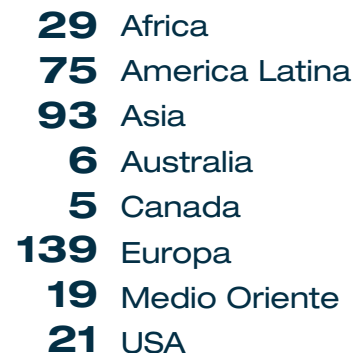 29 Africa
75 America Latina
93 Asia
6 Australia
5 Canada
139 Europa
19 Medio Oriente
21 USA